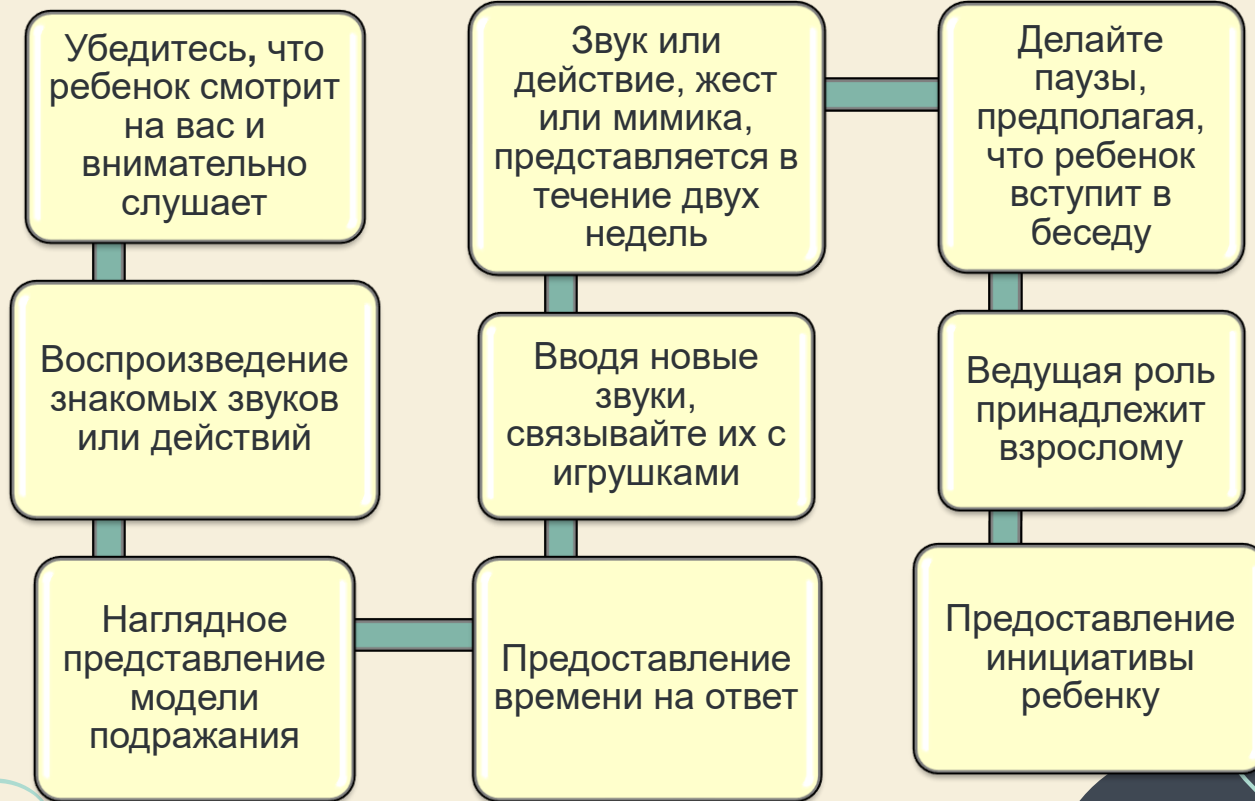 Убедитесь, что
ребенок смотрит
на вас и
внимательно
слушает
Воспроизведение
знакомых звуков
или действий
Наглядное
представление
модели
подражания
Предоставление
времени на ответ
Вводя новые
звуки,
связывайте их с
игрушками
Звук или
действие, жест
или мимика,
представляется в
течение двух
недель
Делайте
паузы,
предполагая,
что ребенок
вступит в
беседу
Ведущая роль
принадлежит
взрослому
Предоставление
инициативы
ребенку